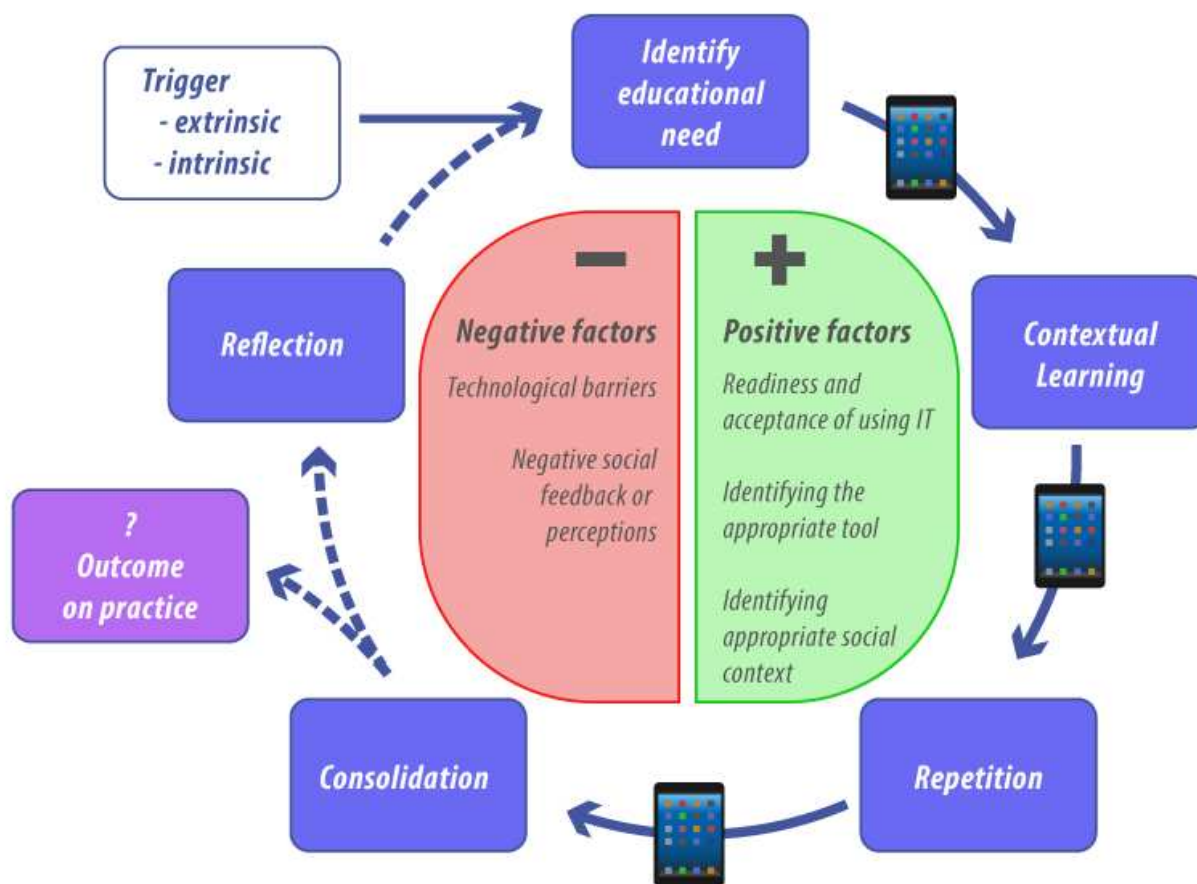 Trigger
- extrinsic
- intrinsic
Identify
educational
need
Contextual
Learning
Repetition
Consolidation
?
Outcome
on practice
Reflection
−
Negative factors
Technological barriers
Negative social
feedback or
perceptions
+
Positive factors
Readiness and
acceptance of using IT
Identifying the
appropriate tool
Identifying
appropriate social
context